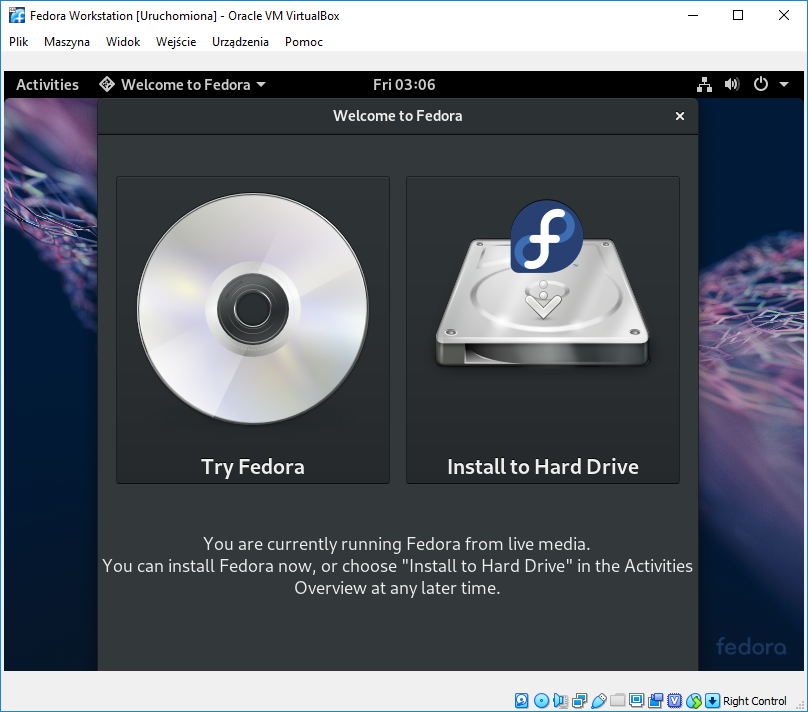 Fedora Workstation [Uruchomiona] - Oracle VM VirtualBox
Plik Maszyna Widok Wejście Urządzenia Pomoc
Activities Welcome to Fedora Fri 03:06
Welcome to Fedora
Try Fedora Install to Hard Drive
You are currently running Fedora from live media.
You can install Fedora now, or choose "Install to Hard Drive" in the Activities
Overview at any later time.
fedora
Right Control